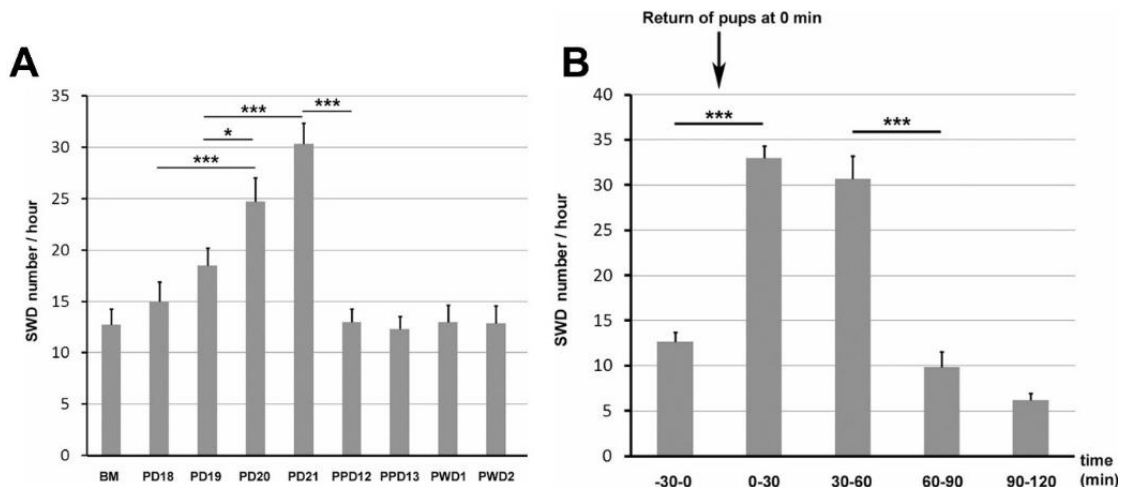 Return of pups at 0 min
A
B
35
30
25
20
15
10
5
0
SWD number / hour
***
***
*
***
BM PD18 PD19 PD20 PD21 PPD12 PPD13 PWD1 PWD2
40
35
30
25
20
15
10
5
0
SWD number / hour
***
***
-30-0 0-30 30-60 60-90 90-120
time
(min)